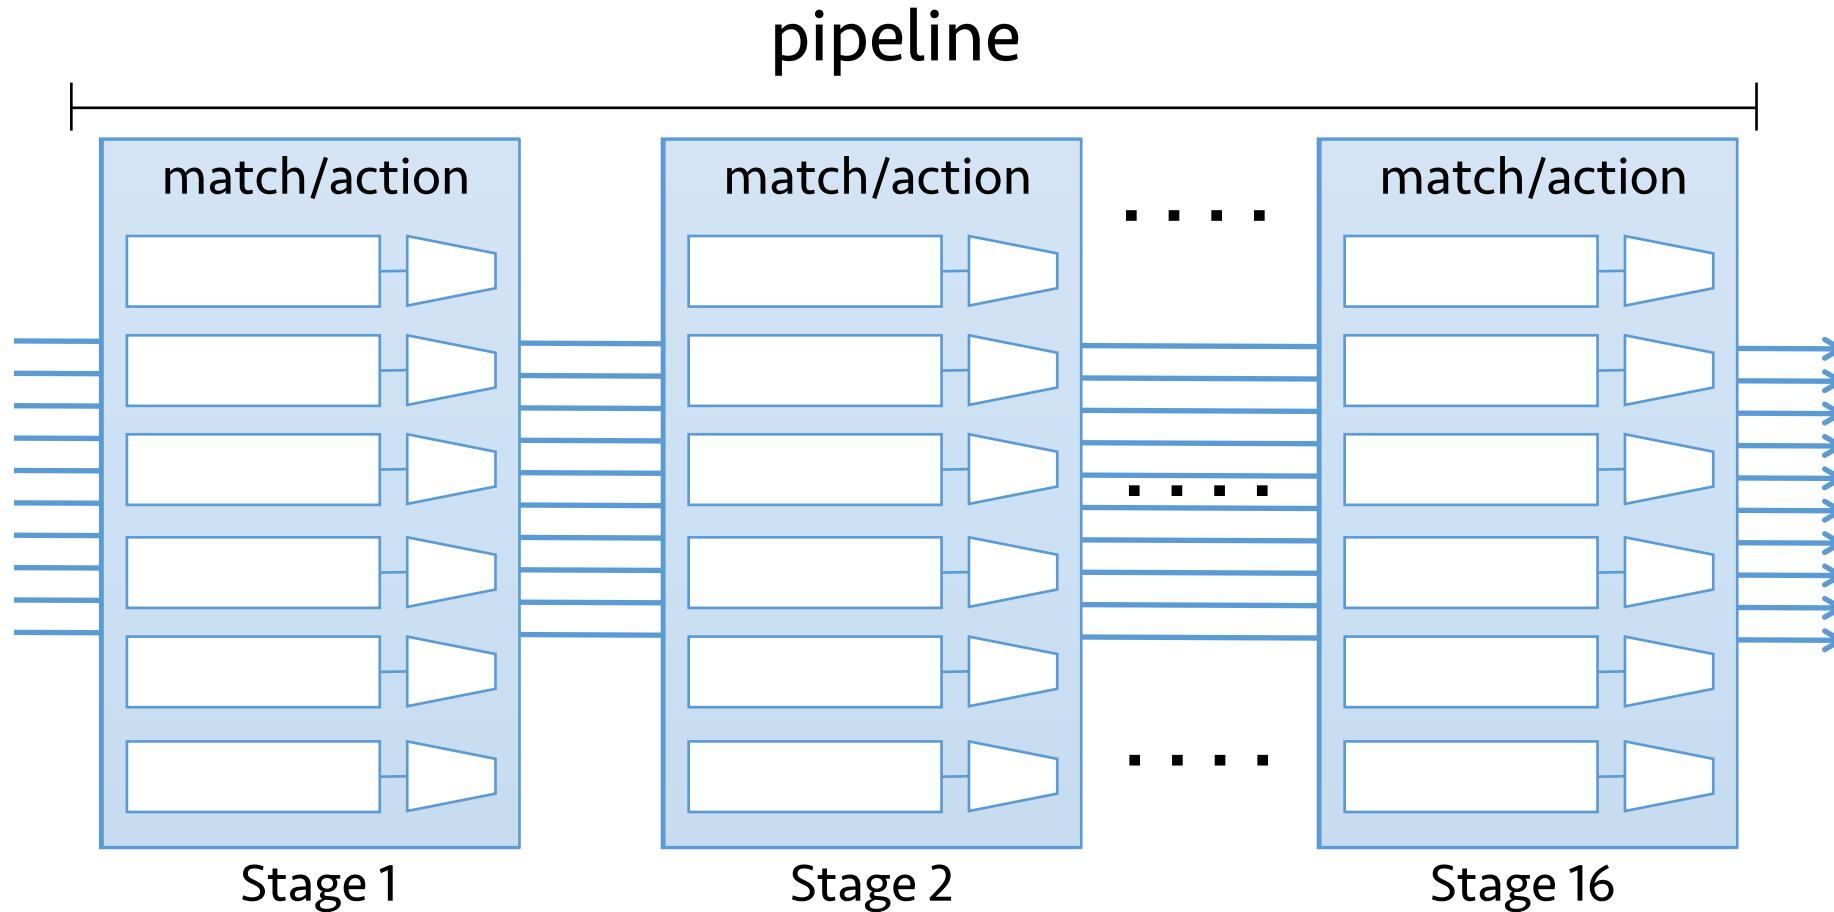 pipeline
match/action
match/action
match/action
Stage 1
Stage 2
Stage 16